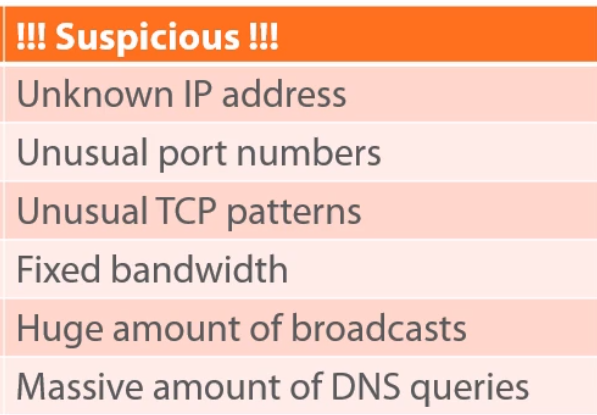 !!! Suspicious !!!
Unknown IP address
Unusual port numbers
Unusual TCP patterns
Fixed bandwidth
Huge amount of broadcasts
Massive amount of DNS queries